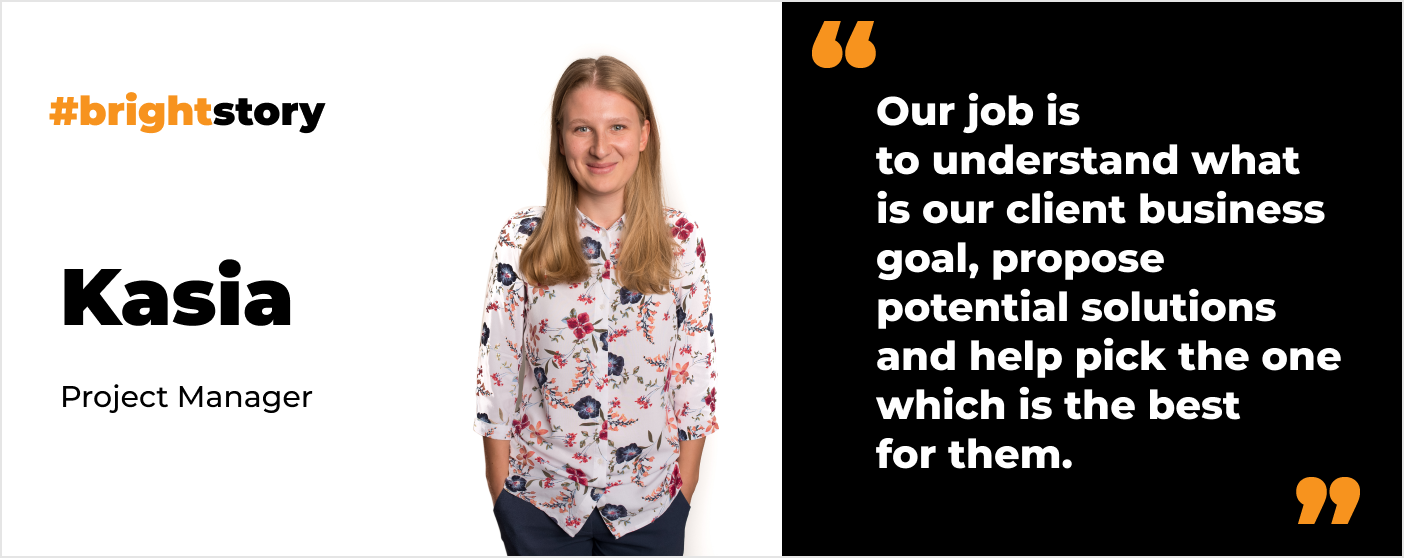 #brightstory
Kasia
Project Manager
“
Our job is
to understand what
is our client business
goal, propose
potential solutions
and help pick the one
which is the best
for them.
”